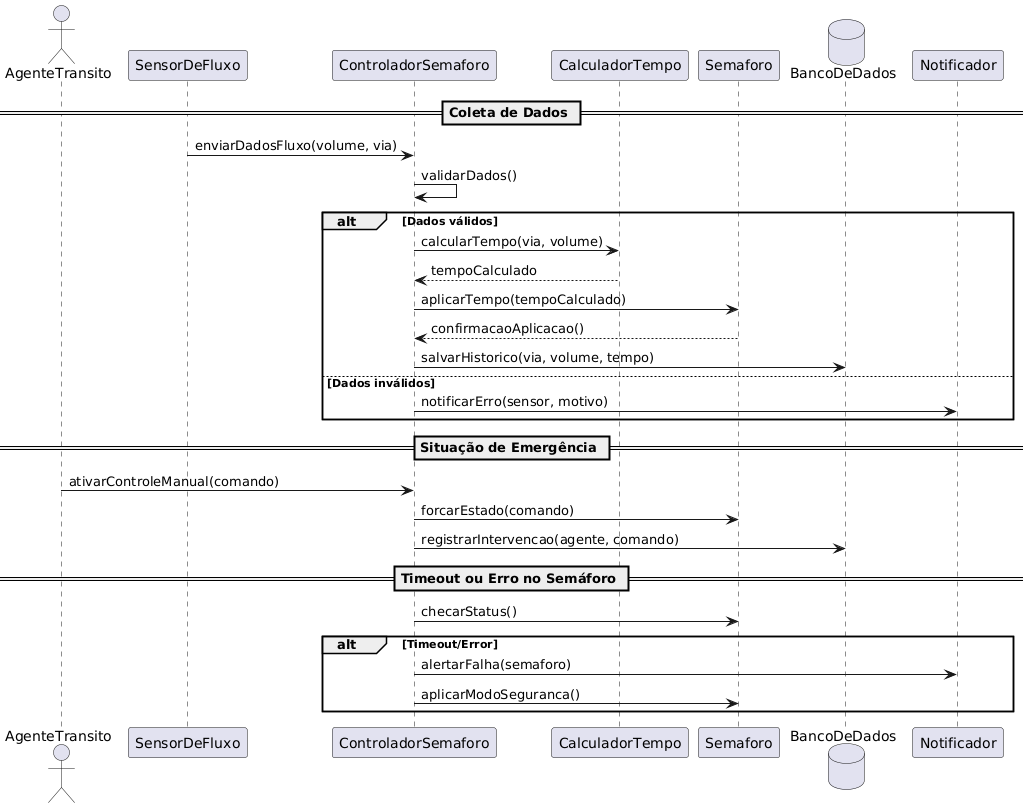 AgenteTransito
SensorDeFluxo
ControladorSemaforo
CalculadorTempo
Semaforo
BancoDeDados
Notificador
Coleta de Dados
enviarDadosFluxo(volume, via)
validarDados()
alt
[Dados válidos]
calcularTempo(via, volume)
tempoCalculado
aplicarTempo(tempoCalculado)
confirmacaoAplicacao()
salvarHistorico(via, volume, tempo)
[Dados inválidos]
notificarErro(sensor, motivo)
Situação de Emergência
ativarControleManual(comando)
forcarEstado(comando)
registrarIntervencao(agente, comando)
Timeout ou Erro no Semáforo
checarStatus()
alt
[Timeout/Error]
alertarFalha(semaforo)
aplicarModoSeguranca()
AgenteTransito
SensorDeFluxo
ControladorSemaforo
CalculadorTempo
Semaforo
BancoDeDados
Notificador